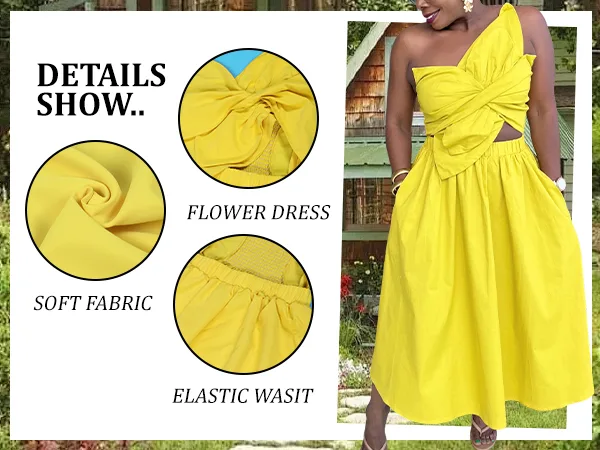 DETAILS
SHOW..
FLOWER DRESS
SOFT FABRIC
ELASTIC WASIT